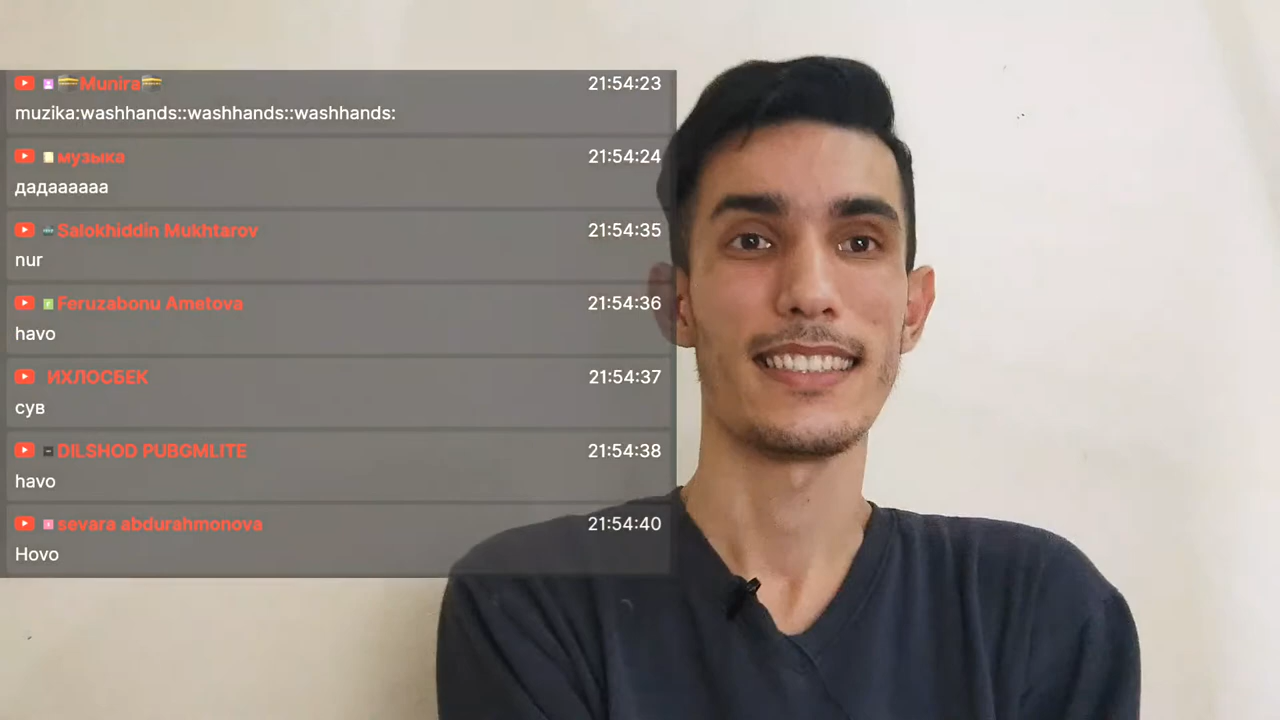 Munira 21:54:23
muzika:washhands::washhands::washhands:
музыка 21:54:24
дадаааааа
Salokhiddin Mukhtarov 21:54:35
nur
Feruzabonu Ametova 21:54:36
havo
ИХЛОСБЕК 21:54:37
сув
DILSHOD PUBGMLITE 21:54:38
havo
sevara abdurahmonova 21:54:40
Hovo